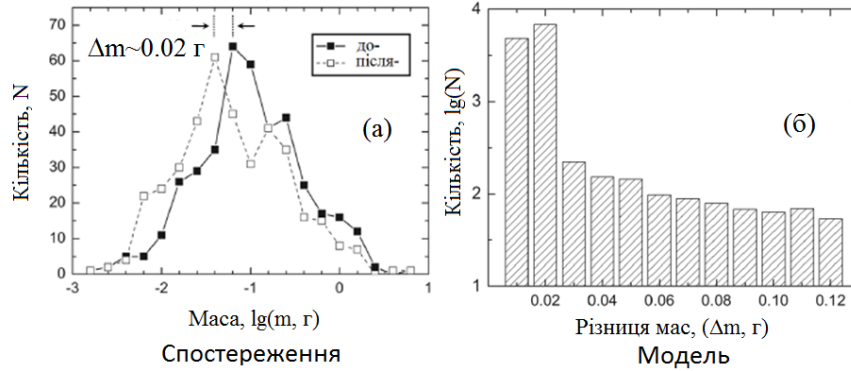 Δm~0.02 г
до-
після-
(а)
Кількість, N
70
60
50
40
30
20
10
0
-3
-2
-1
0
1
Маса, lg(m, г)
Спостереження
(б)
Кількість, lg(N)
4
3
2
1
0.02
0.04
0.06
0.08
0.10
0.12
Різниця мас, (Δm, г)
Модель